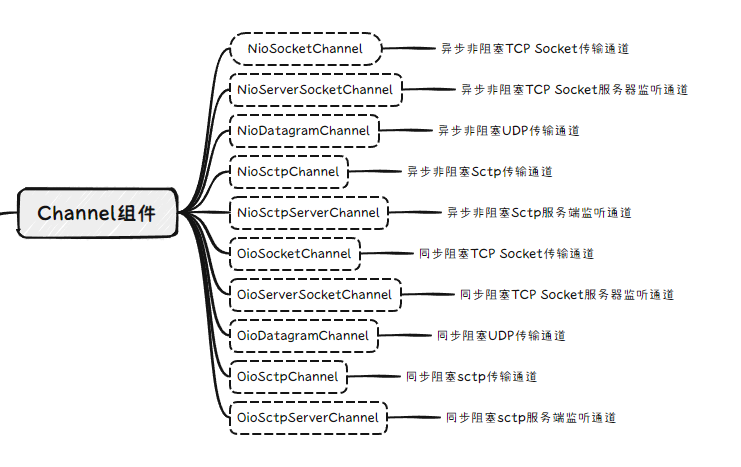 Channel组件
NioSocketChannel 异步非阻塞TCP Socket传输通道
NioServerSocketChannel 异步非阻塞TCP Socket服务器监听通道
NioDatagramChannel 异步非阻塞UDP传输通道
NioSctpChannel 异步非阻塞Sctp传输通道
NioSctpServerChannel 异步非阻塞Sctp服务端监听通道
OioSocketChannel 同步阻塞TCP Socket传输通道
OioServerSocketChannel 同步阻塞TCP Socket服务器监听通道
OioDatagramChannel 同步阻塞UDP传输通道
OioSctpChannel 同步阻塞sctp传输通道
OioSctpServerChannel 同步阻塞sctp服务端监听通道